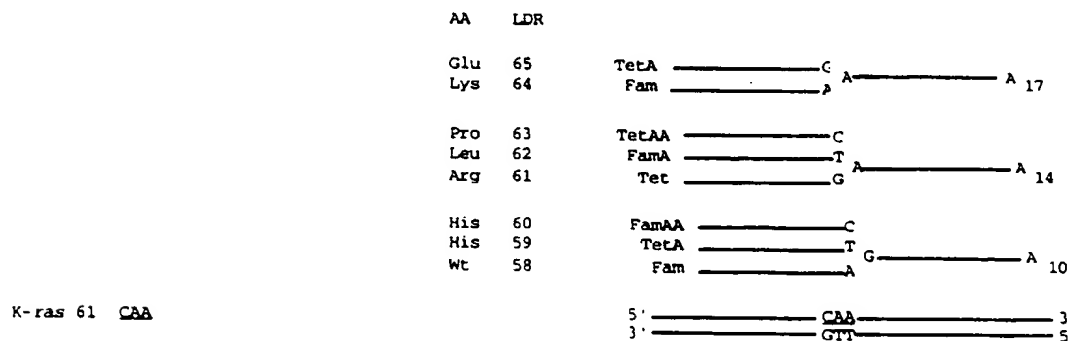 AA LDR
Glu 65 TetA G
Lys 64 Fam A A A 17
Pro 63 TetAA C
Leu 62 FamA T
Arg 61 Tet G A A 14
His 60 FamAA C
His 59 TetA T
Wt 58 Fam A G A 10
K-ras 61 CAA 5' CAA 3
3' GTT 5